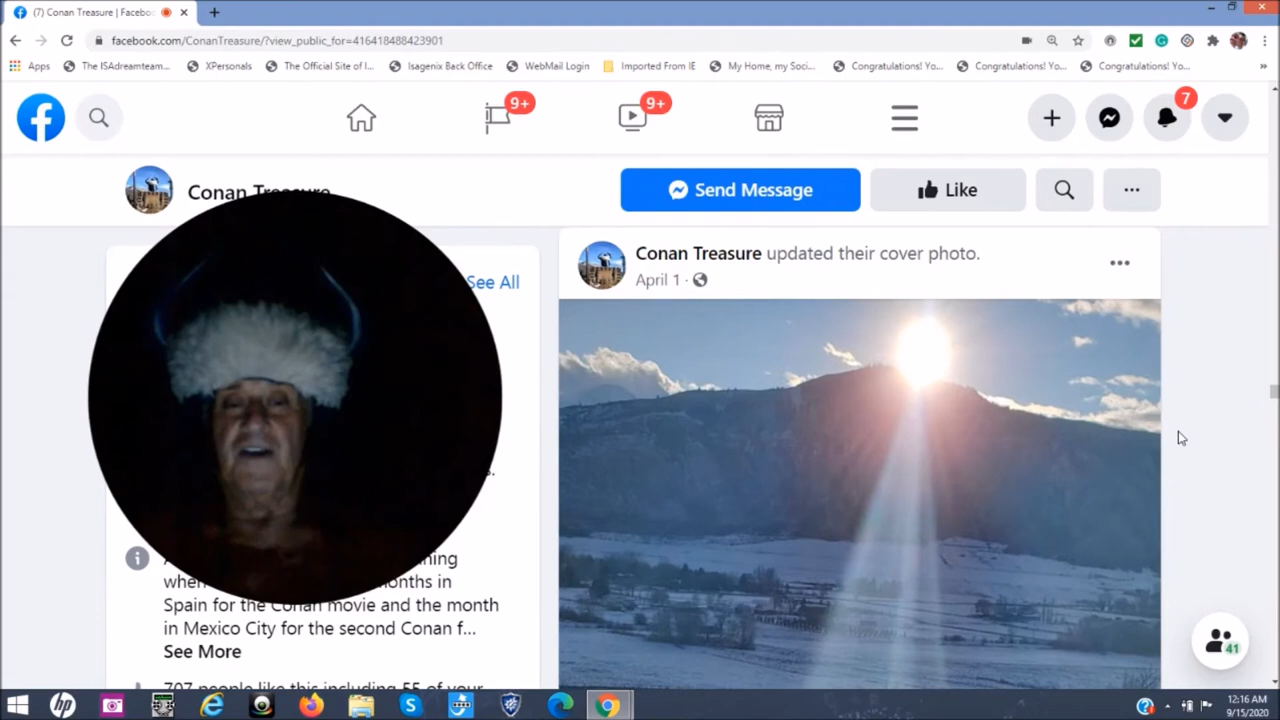 (7) Conan Treasure | Facebo
facebook.com/ConanTreasure/?view_public_for=416418488423901
Apps
The ISAdreamteam...
XPersonals
The Official Site of I...
Isagenix Back Office
WebMail Login
Imported From IE
My Home, my Soci...
Congratulations! Yo...
Congratulations! Yo...
Congratulations! Yo...
»
9+
9+
7
Conan Treasure
Send Message
Like
See All
Conan Treasure updated their cover photo.
April 1 ·
when
months in
Spain for the Conan movie and the month
in Mexico City for the second Conan f...
See More
707 people like this including 55 of your
41
12:16 AM
9/15/2020